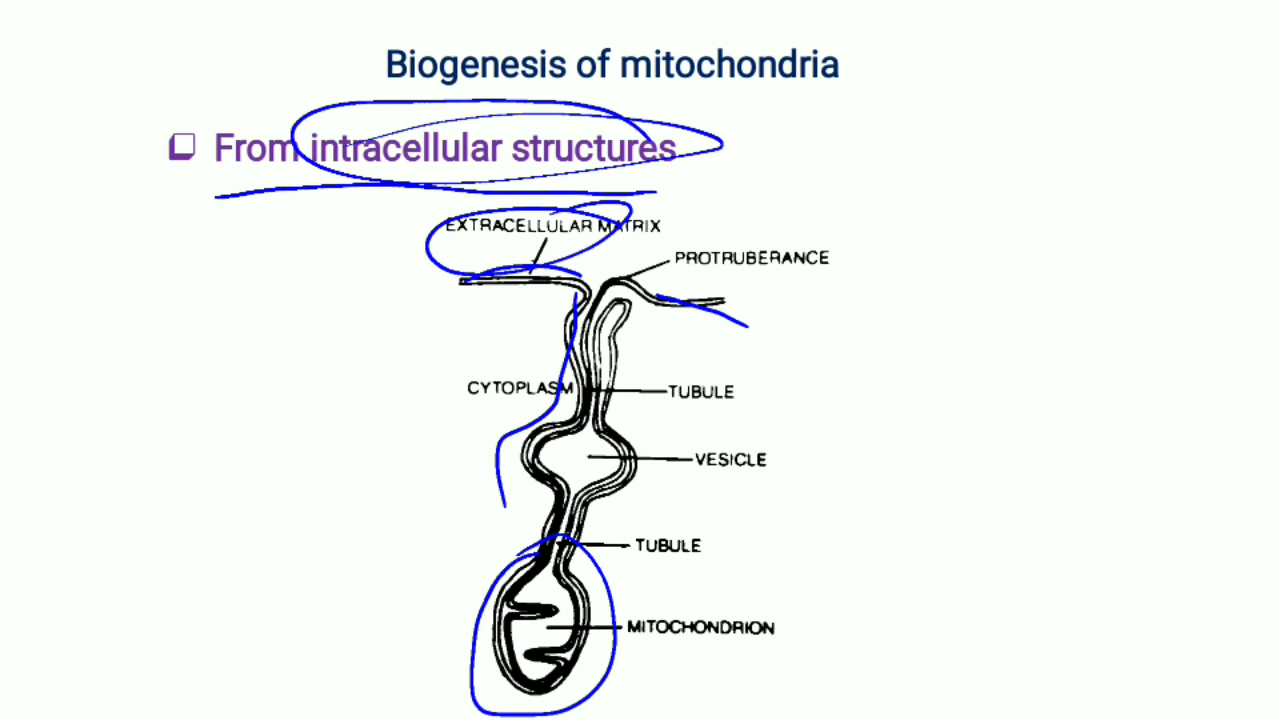 Biogenesis of mitochondria
From intracellular structures
EXTRACELLULAR MATRIX
PROTRUBERANCE
CYTOPLASM
TUBULE
VESICLE
TUBULE
MITOCHONDRION